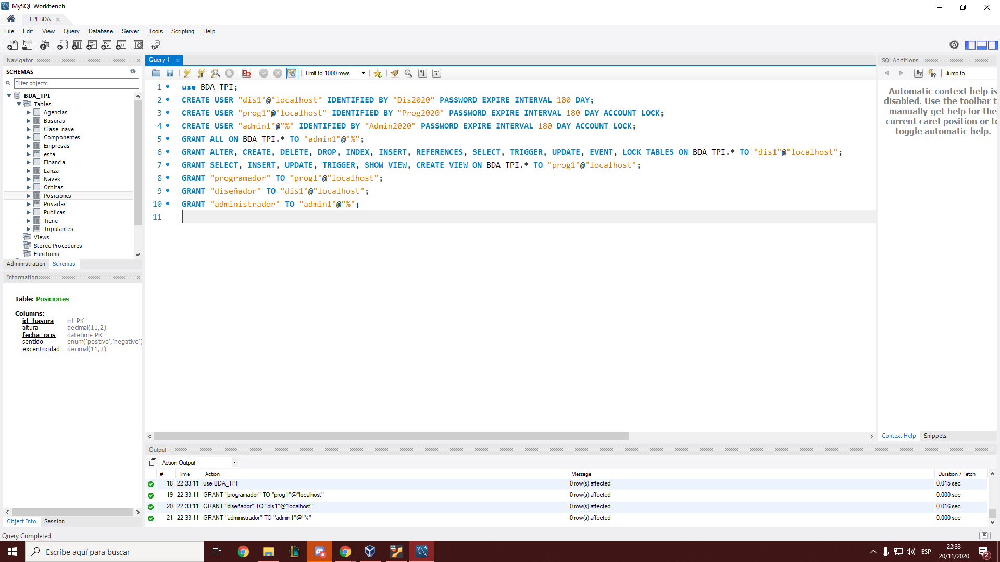 MySQL Workbench
TPI BDA
File Edit View Query Database Server Tools Scripting Help
Navigator
SCHEMAS
Filter objects
BDA_TPI
Tables
Agencias
Basuras
Clase_nave
Componentes
Empresas
esta
Financia
Lanza
Naves
Orbitas
Posiciones
Privadas
Publicas
Tiene
Tripulantes
Views
Stored Procedures
Functions
Administration Schemas
Information
Table: Posiciones
Columns:
id_basura int PK
altura decimal(11,2)
fecha_pos datetime PK
sentido enum('positivo','negativo')
excentricidad decimal(11,2)
Object Info Session
Query 1
Limit to 1000 rows
1 use BDA_TPI;
2 CREATE USER "dis1"@"localhost" IDENTIFIED BY "Dis2020" PASSWORD EXPIRE INTERVAL 180 DAY;
3 CREATE USER "prog1"@"localhost" IDENTIFIED BY "Prog2020" PASSWORD EXPIRE INTERVAL 180 DAY ACCOUNT LOCK;
4 CREATE USER "admin1"@"%" IDENTIFIED BY "Admin2020" PASSWORD EXPIRE INTERVAL 180 DAY ACCOUNT LOCK;
5 GRANT ALL ON BDA_TPI.* TO "admin1"@"%";
6 GRANT ALTER, CREATE, DELETE, DROP, INDEX, INSERT, REFERENCES, SELECT, TRIGGER, UPDATE, EVENT, LOCK TABLES ON BDA_TPI.* TO "dis1"@"localhost";
7 GRANT SELECT, INSERT, UPDATE, TRIGGER, SHOW VIEW, CREATE VIEW ON BDA_TPI.* TO "prog1"@"localhost";
8 GRANT "programador" TO "prog1"@"localhost";
9 GRANT "diseñador" TO "dis1"@"localhost";
10 GRANT "administrador" TO "admin1"@"%";
11
SQLAdditions
Jump to
Automatic context help is
disabled. Use the toolbar t
manually get help for the
current caret position or to
toggle automatic help.
Context Help Snippets
Output
Action Output
# Time Action Message Duration / Fetch
18 22:33:11 use BDA_TPI 0 row(s) affected 0.015 sec
19 22:33:11 GRANT "programador" TO "prog1"@"localhost" 0 row(s) affected 0.000 sec
20 22:33:11 GRANT "diseñador" TO "dis1"@"localhost" 0 row(s) affected 0.016 sec
21 22:33:11 GRANT "administrador" TO "admin1"@"%" 0 row(s) affected 0.000 sec
Query Completed
Escribe aquí para buscar
ESP
22:33
20/11/2020
2